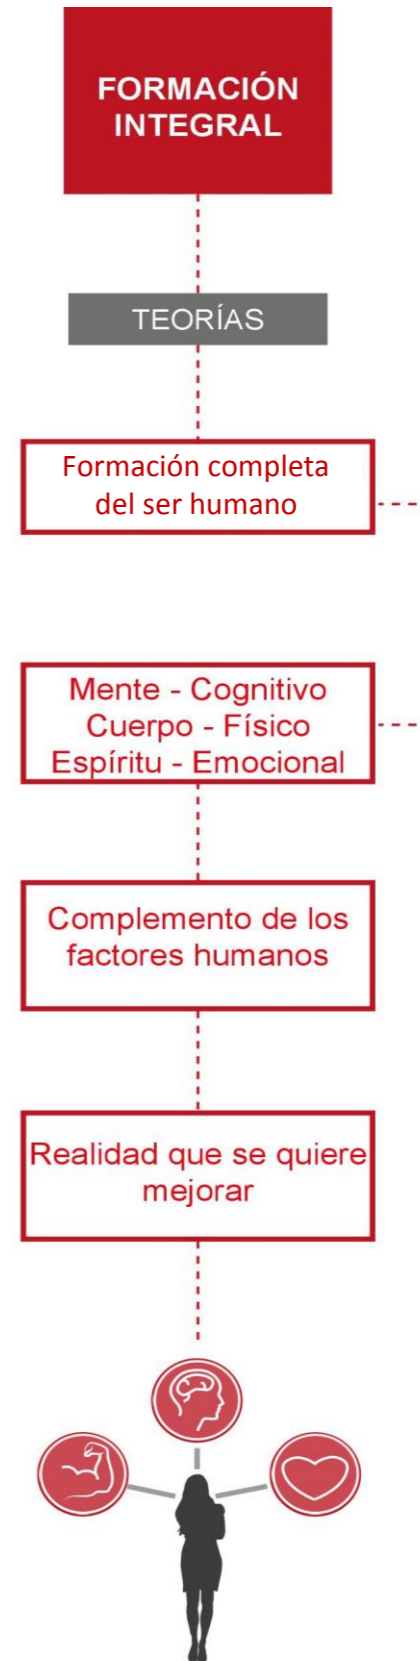 FORMACIÓN
INTEGRAL
TEORÍAS
Formación completa
del ser humano
Mente - Cognitivo
Cuerpo - Físico
Espíritu - Emocional
Complemento de los
factores humanos
Realidad que se quiere
mejorar